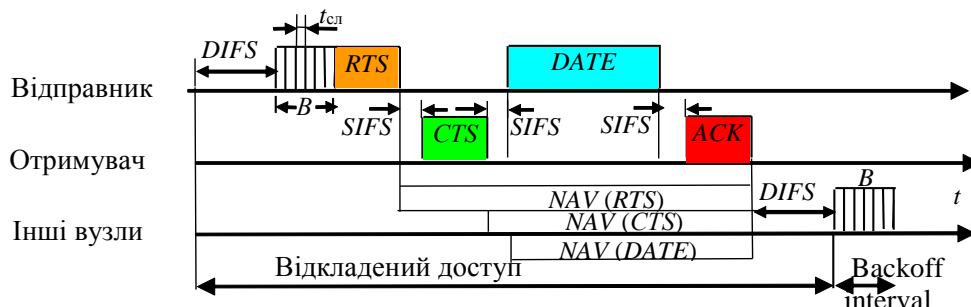 tсл
DIFS
RTS
DATE
Відправник
B
SIFS
CTS
SIFS
SIFS
ACK
Отримувач
DIFS
B
NAV (RTS)
t
NAV (CTS)
Інші вузли
NAV (DATE)
Відкладений доступ
Backoff
interval